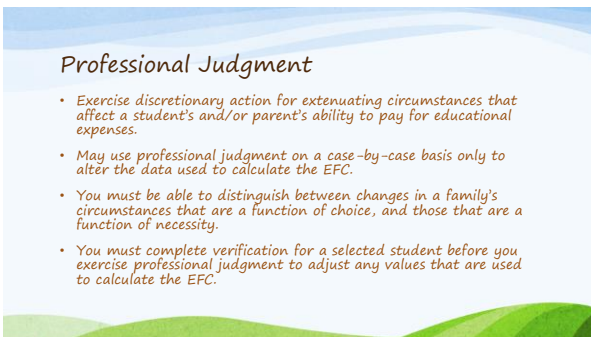 Professional Judgment
• Exercise discretionary action for extenuating circumstances that
affect a student's and/or parent's ability to pay for educational
expenses.
• May use professional judgment on a case-by-case basis only to
alter the data used to calculate the EFC.
• You must be able to distinguish between changes in a family's
circumstances that are a function of choice, and those that are a
function of necessity.
• You must complete verification for a selected student before you
exercise professional judgment to adjust any values that are used
to calculate the EFC.